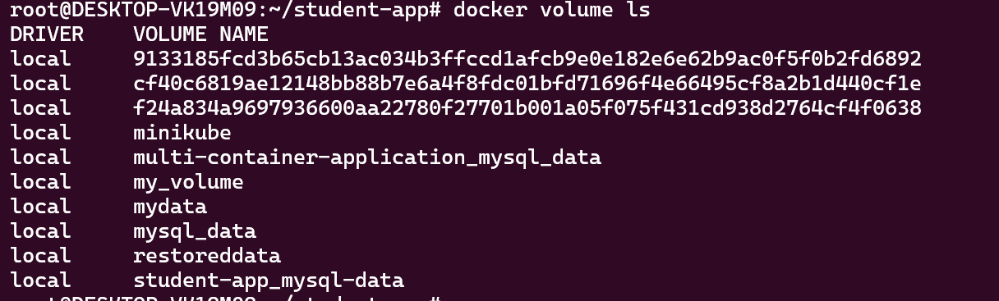 root@DESKTOP-VK19M09:~/student-app# docker volume ls
DRIVER    VOLUME NAME
local     9133185fcd3b65cb13ac034b3ffccd1afcb9e0e182e6e62b9ac0f5f0b2fd6892
local     cf40c6819ae12148bb88b7e6a4f8fdc01bfd71696f4e66495cf8a2b1d440cf1e
local     f24a834a9697936600aa22780f27701b001a05f075f431cd938d2764cf4f0638
local     minikube
local     multi-container-application_mysql_data
local     my_volume
local     mydata
local     mysql_data
local     restoreddata
local     student-app_mysql-data